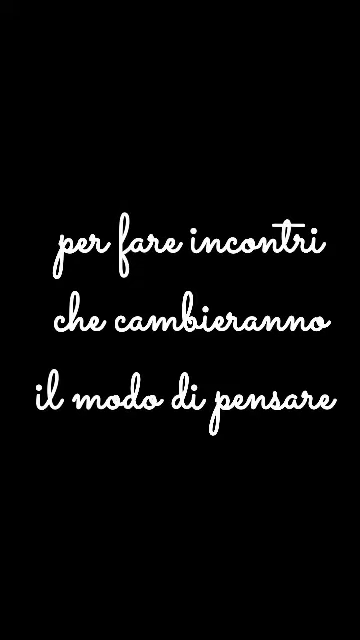 per fare incontri
che cambieranno
il modo di pensare